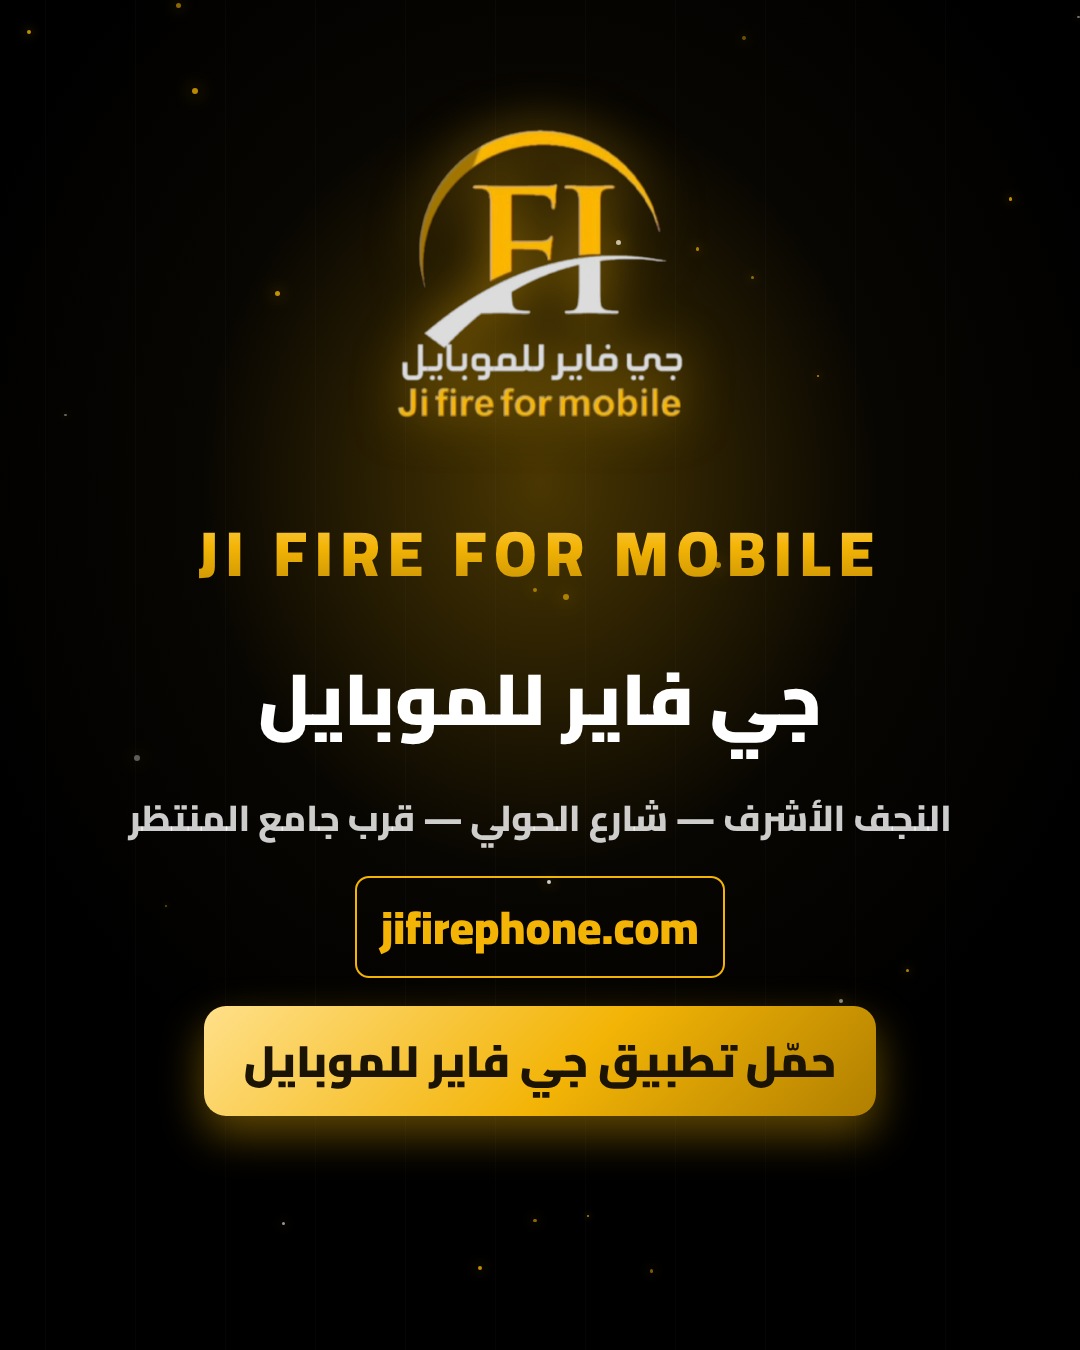 FI
جي فاير للموبايل
Ji fire for mobile
JI FIRE FOR MOBILE
جي فاير للموبايل
النجف الأشرف — شارع الحولي — قرب جامع المنتظر
jifirephone.com
حمّل تطبيق جي فاير للموبايل